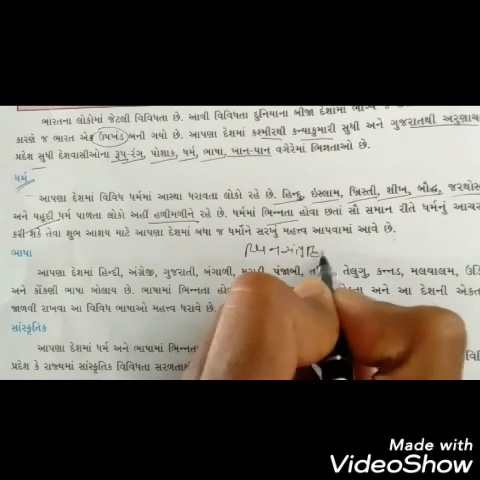 ભારતના લોકોમાં જેટલી વિવિધતા છે. આવી વિવિધતા દુનિયાના બીજા દેશોમાં ભાગ્યે જ
કારણે જ ભારત એક ઉપખંડ બની ગયો છે. આપણા દેશમાં કશ્મીરથી કન્યાકુમારી સુધી અને ગુજરાતથી અરુણાચ
પ્રદેશ સુધી દેશવાસીઓના રૂપ-રંગ, પોશાક, ધર્મ, ભાષા, ખાન-પાન વગેરેમાં ભિન્નતાઓ છે.
ધર્મ
આપણા દેશમાં વિવિધ ધર્મમાં આસ્થા ધરાવતા લોકો રહે છે. હિન્દુ, ઇસ્લામ, ખ્રિસ્તી, શીખ, બૌદ્ધ, જરથોસ
અને યહૂદી ધર્મ પાળતા લોકો અહીં હળીમળીને રહે છે. ધર્મમાં ભિન્નતા હોવા છતાં સૌ સમાન રીતે ધર્મનું આચર
કરી શકે તેવા શુભ આશય માટે આપણા દેશમાં બધા જ ધર્મોને સરખું મહત્ત્વ આપવામાં આવે છે.
ભાષા
આપણા દેશમાં હિન્દી, અંગ્રેજી, ગુજરાતી, બંગાળી, મરાઠી, પંજાબી, તેલુગુ, કન્નડ, મલયાલમ, ઉડિ
અને કોંકણી ભાષા બોલાય છે. ભાષામાં ભિન્નતા અને આ દેશની એકત
જાળવી રાખવા આ વિવિધ ભાષાઓ મહત્ત્વ ધરાવે છે.
સાંસ્કૃતિક
આપણા દેશમાં ધર્મ અને ભાષામાં ભિન્નત
પ્રદેશ કે રાજ્યમાં સાંસ્કૃતિક વિવિધતા સરળતાથી
Made with
VideoShow